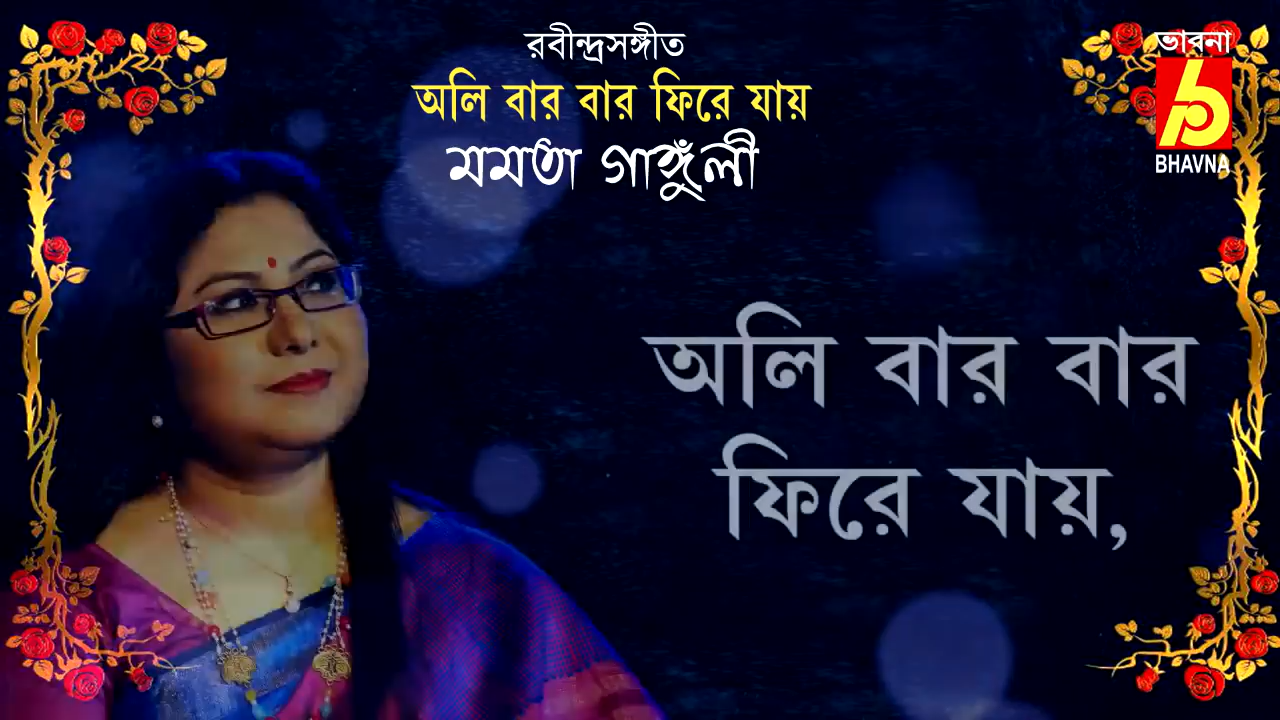 রবীন্দ্রসঙ্গীত
অলি বার বার ফিরে যায়
মমতা গাঙ্গুঁলী
ভাবনা
BHAVNA
অলি বার বার
ফিরে যায়,